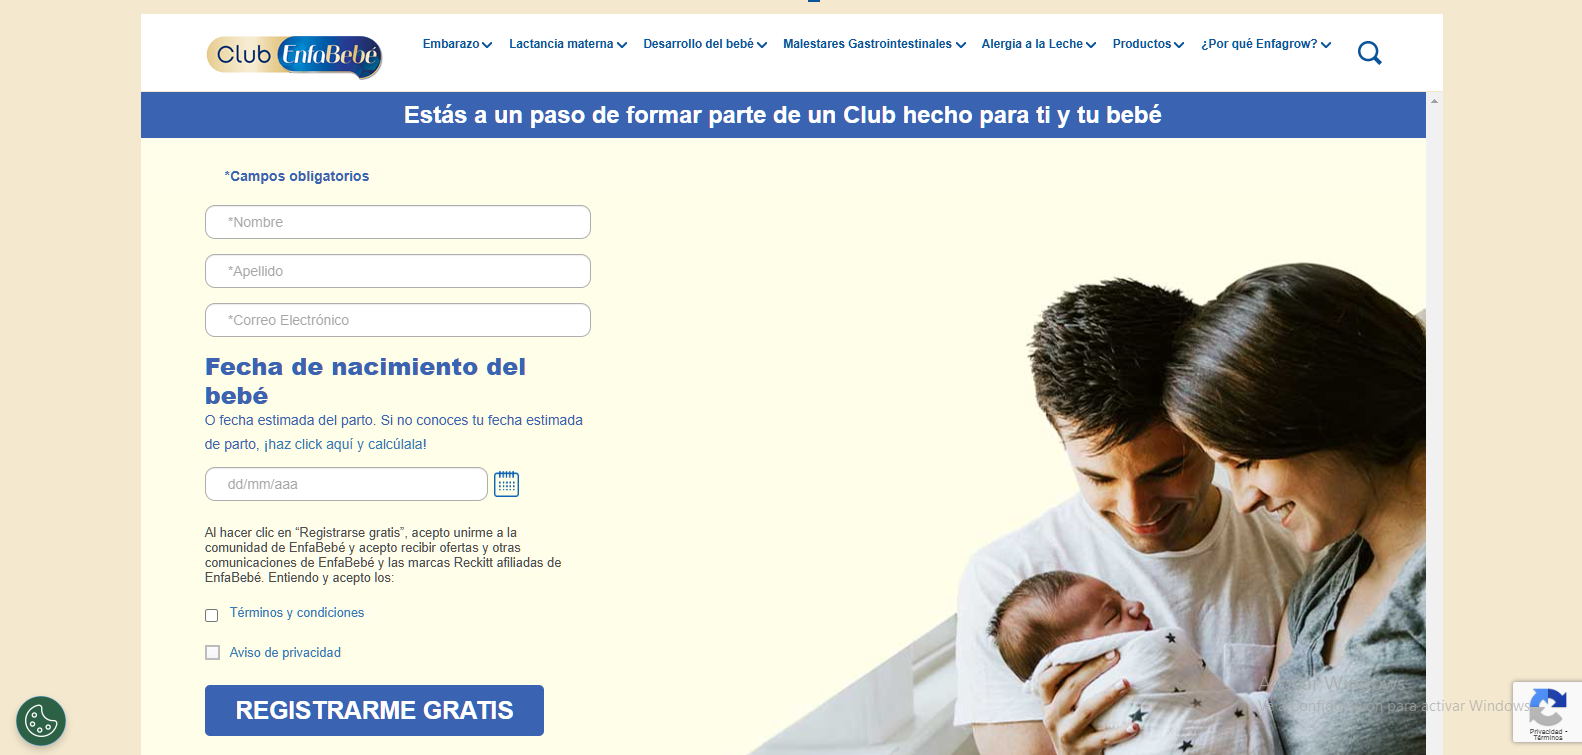 Club EnfaBebé
Embarazo
Lactancia materna
Desarrollo del bebé
Malestares Gastrointestinales
Alergia a la Leche
Productos
¿Por qué Enfagrow?
Estás a un paso de formar parte de un Club hecho para ti y tu bebé
*Campos obligatorios
*Nombre
*Apellido
*Correo Electrónico
Fecha de nacimiento del
bebé
O fecha estimada del parto. Si no conoces tu fecha estimada
de parto, ¡haz click aquí y calcúlala!
dd/mm/aaa
Al hacer clic en “Registrarse gratis”, acepto unirme a la
comunidad de EnfaBebé y acepto recibir ofertas y otras
comunicaciones de EnfaBebé y las marcas Reckitt afiliadas de
EnfaBebé. Entiendo y acepto los:
Términos y condiciones
Aviso de privacidad
REGISTRARME GRATIS
Windows
para activar Windows
Privacidad -
Términos